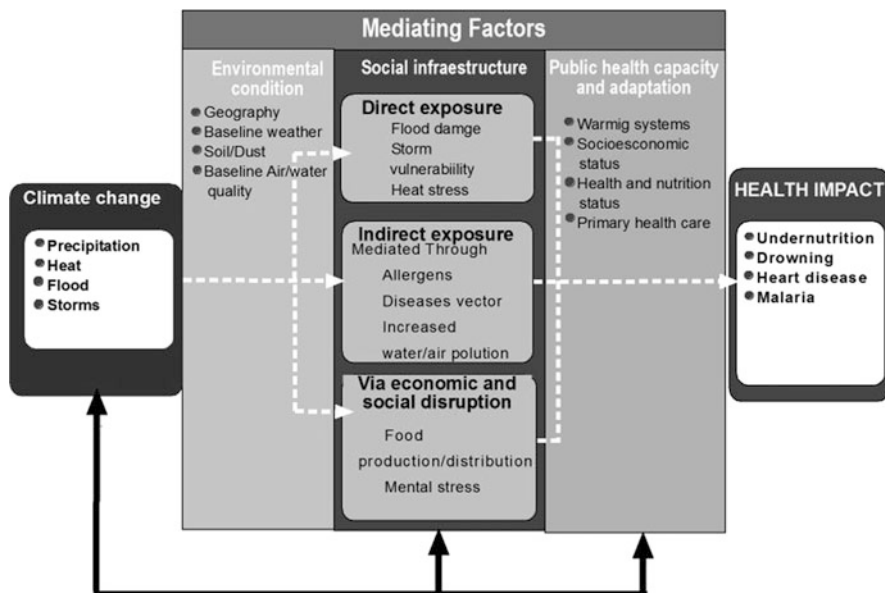 Mediating Factors
Environmental
condition
Geography
Baseline weather
Soil/Dust
Baseline Air/water
quality
Social infraestructure
Direct exposure
Flood damge
Storm
vulnerabiility
Heat stress
Indirect exposure
Mediated Through
Allergens
Diseases vector
Increased
water/air polution
Via economic and
social disruption
Food
production/distribution
Mental stress
Public health capacity
and adaptation
Warmig systems
Socioeconomic
status
Health and nutrition
status
Primary health care
Climate change
Precipitation
Heat
Flood
Storms
HEALTH IMPACT
Undernutrition
Drowning
Heart disease
Malaria